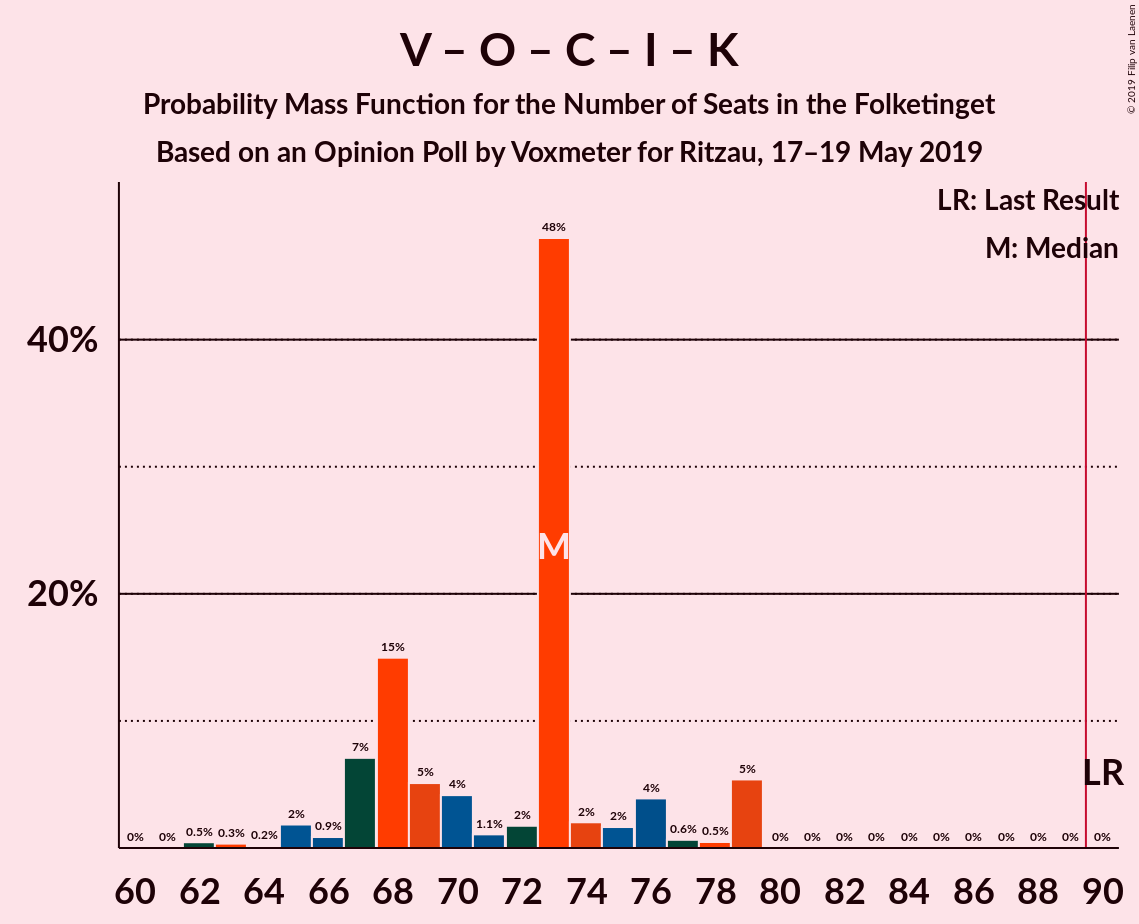 V – O – C – I – K
Probability Mass Function for the Number of Seats in the Folketinget
Based on an Opinion Poll by Voxmeter for Ritzau, 17–19 May 2019
© 2019 Filip van Laenen
LR: Last Result
M: Median
40%
20%
0% 0% 0.5% 0.3% 0.2% 2% 0.9% 7% 15% 5% 4% 1.1% 2% 48% 2% 2% 4% 0.6% 0.5% 5% 0% 0% 0% 0% 0% 0% 0% 0% 0% 0% 0%
M
LR
60 62 64 66 68 70 72 74 76 78 80 82 84 86 88 90